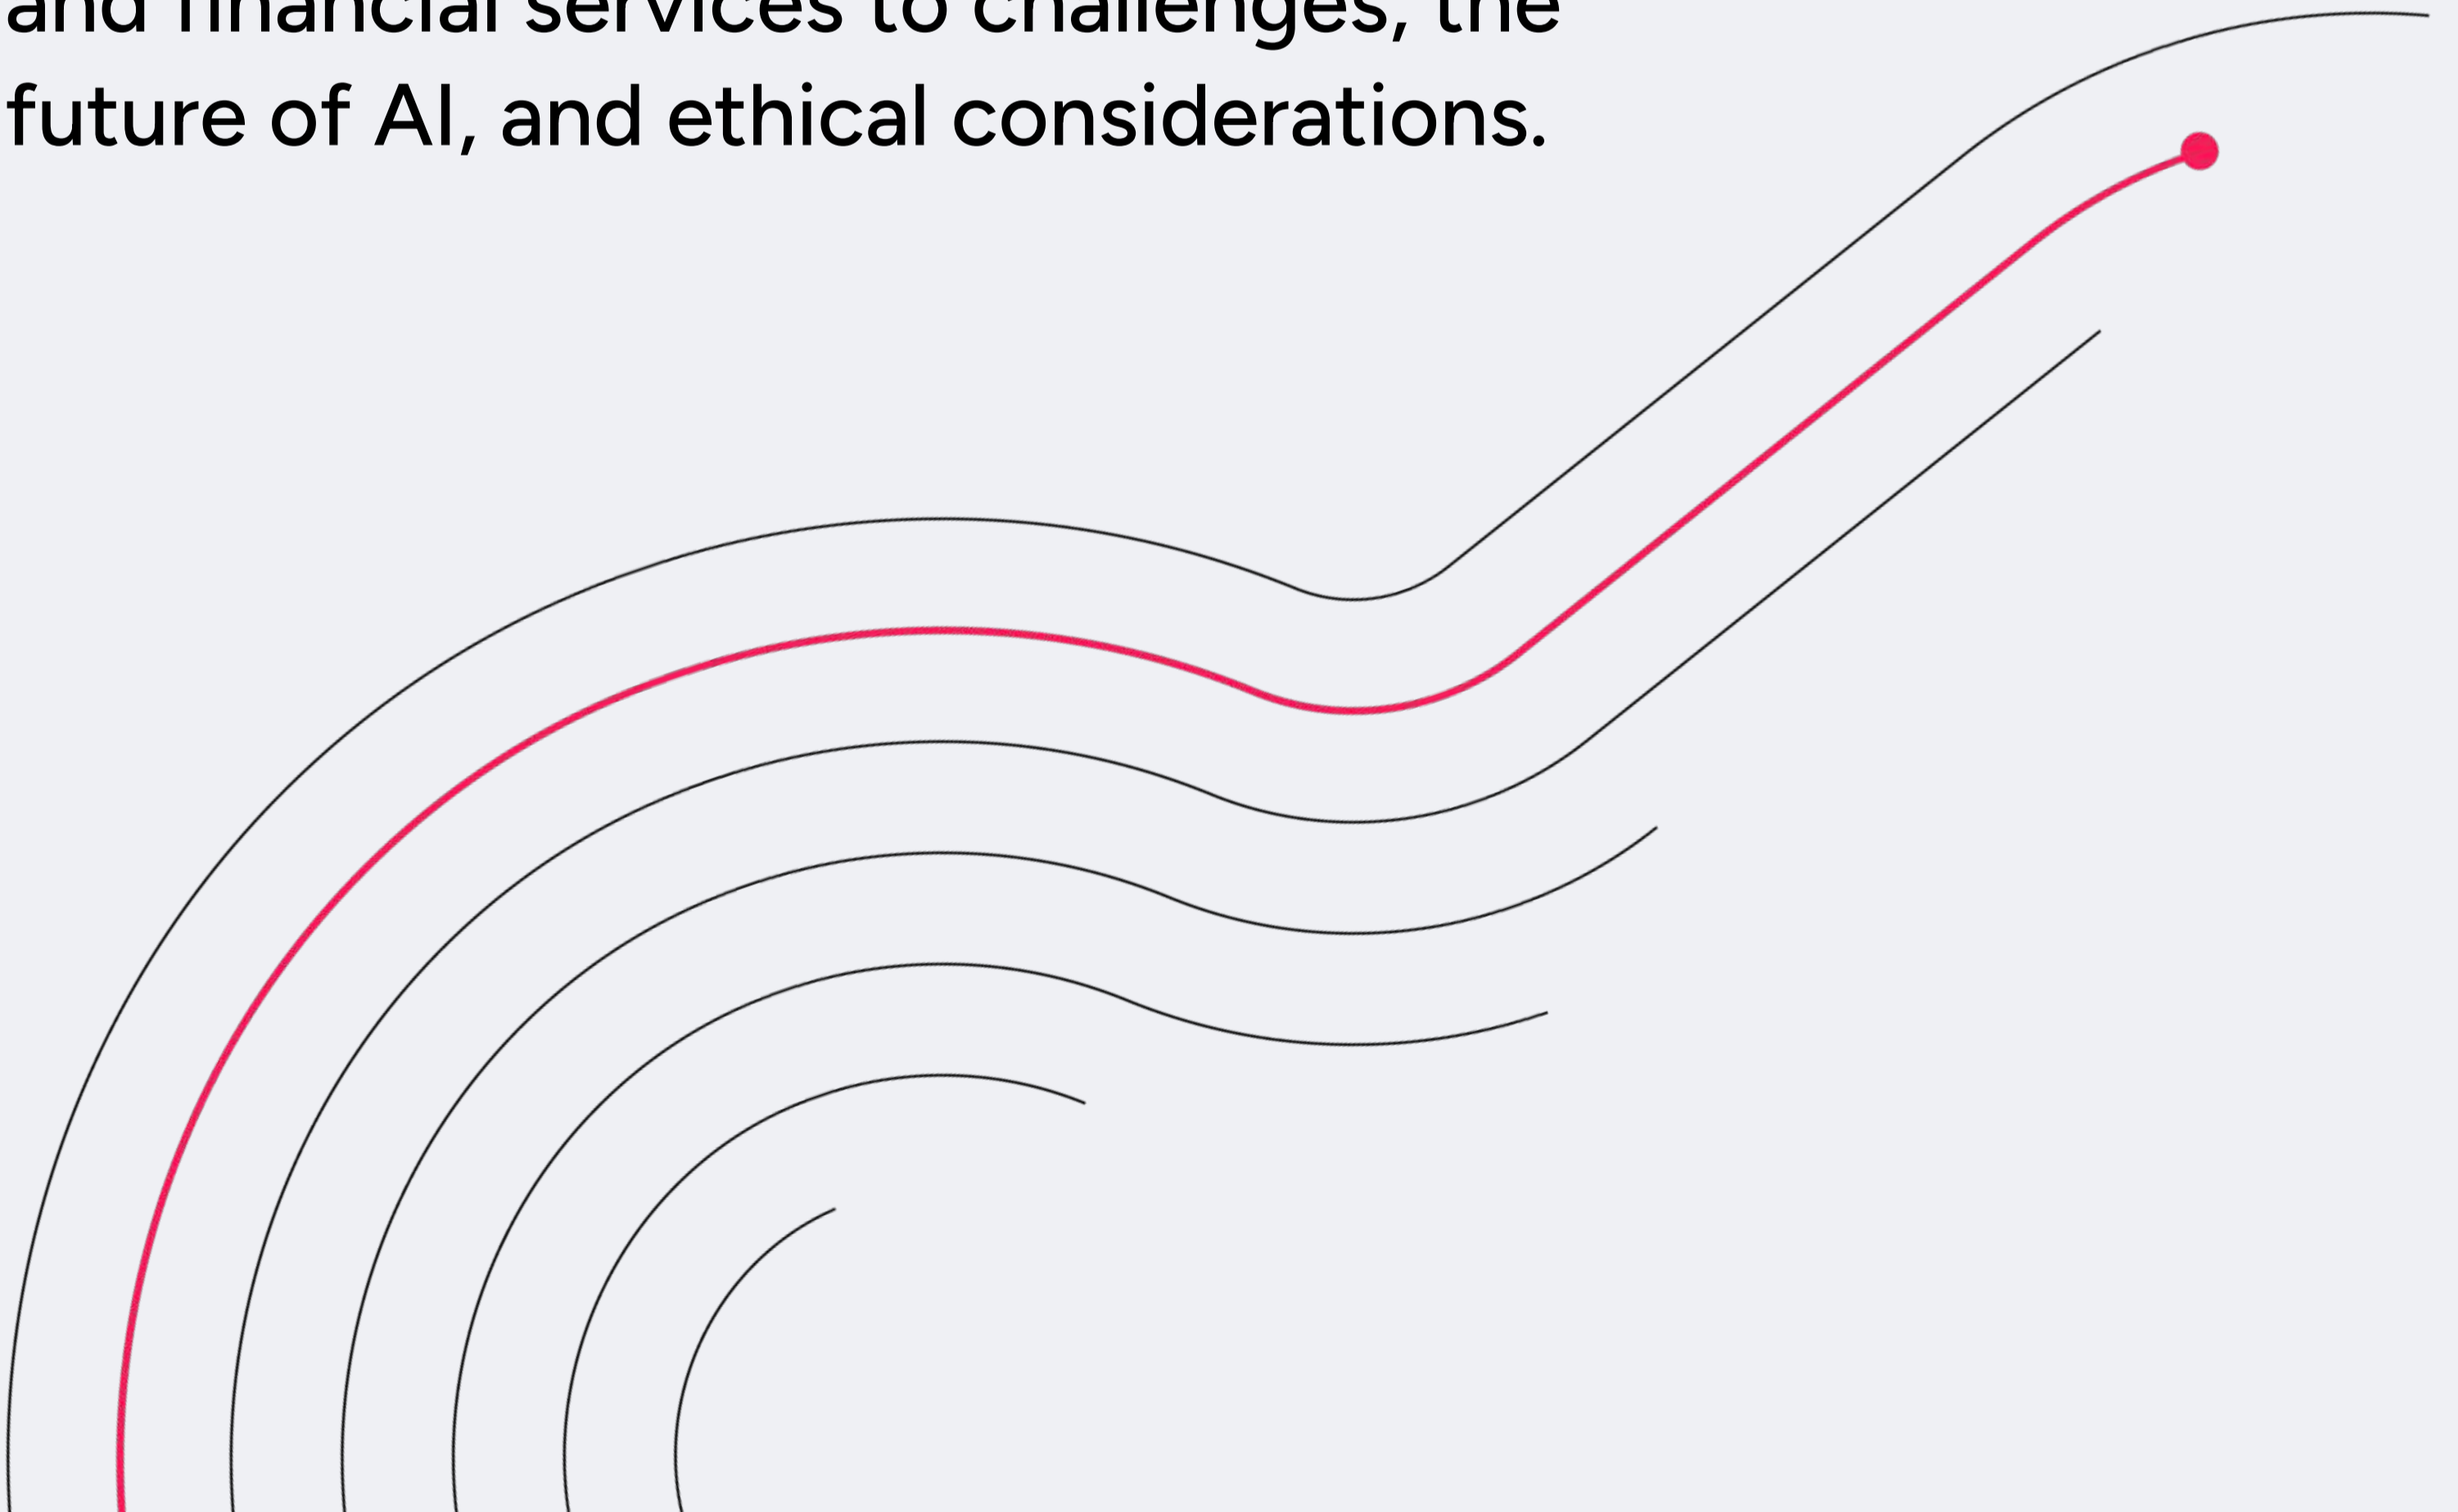 and financial services to challenges, the
future of AI, and ethical considerations.